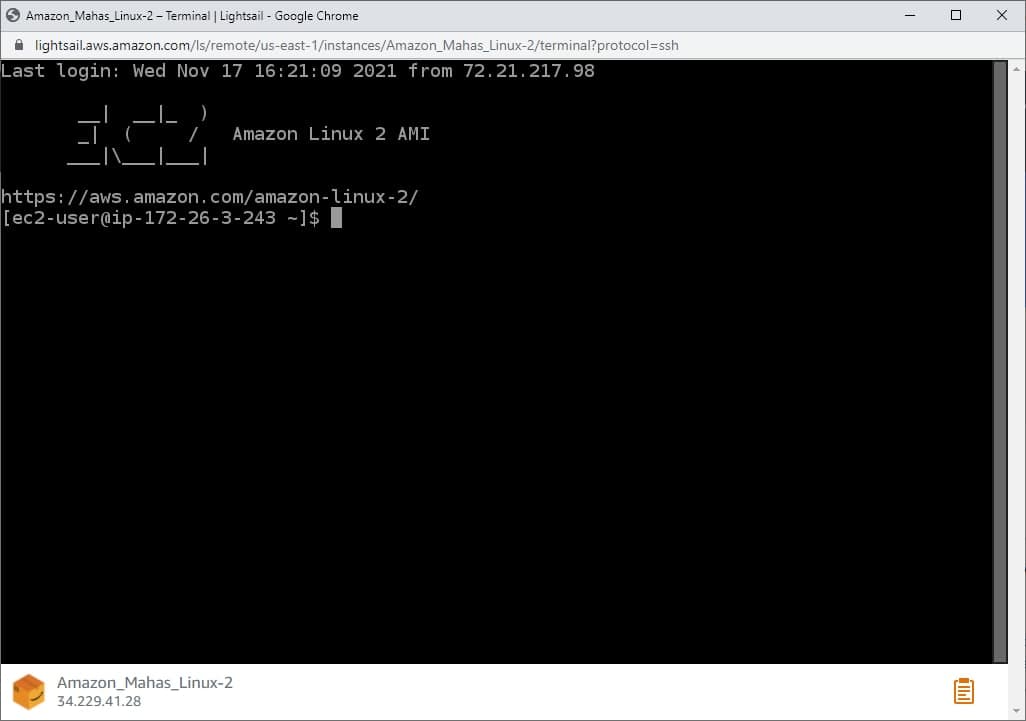 Amazon_Mahas_Linux-2 – Terminal | Lightsail - Google Chrome
lightsail.aws.amazon.com/ls/remote/us-east-1/instances/Amazon_Mahas_Linux-2/terminal?protocol=ssh
Last login: Wed Nov 17 16:21:09 2021 from 72.21.217.98
       __|  __|_  )
       _|  (     /   Amazon Linux 2 AMI
      ___|\___|___|
https://aws.amazon.com/amazon-linux-2/
[ec2-user@ip-172-26-3-243 ~]$
Amazon_Mahas_Linux-2
34.229.41.28